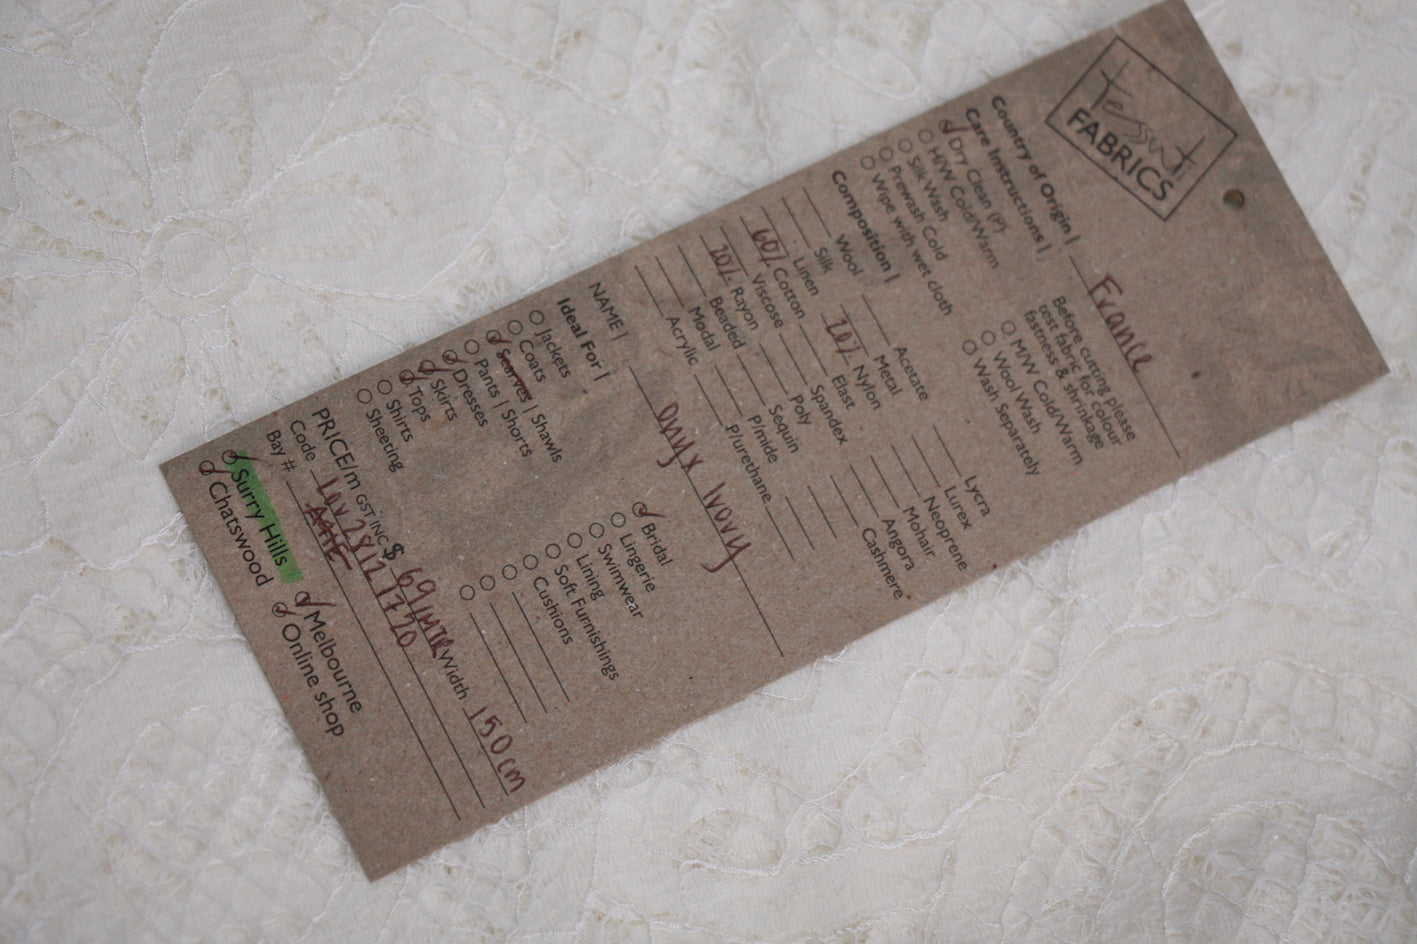 Tessuti
FABRICS
Country of Origin | France
Care Instructions | Before cutting please
test fabric for colour
fastness & shrinkage
Dry Clean (P)
H/W Cold/Warm M/W Cold/Warm
Silk Wash Wool Wash
Prewash Cold Wash Separately
Wipe with wet cloth
Composition |
Wool Acetate Lycra
Silk Metal Lurex
Linen 20% Nylon Neoprene
60% Cotton Elast Mohair
Viscose Spandex Angora
20% Rayon Poly Cashmere
Beaded Sequin
Modal P/mide
Acrylic P/urethane
NAME | Onyx Ivory
Ideal For |
Jackets Bridal
Coats Lingerie
Scarves | Shawls Swimwear
Pants | Shorts Lining
Dresses Soft Furnishings
Skirts Cushions
Tops
Shirts
Sheeting
PRICE/m GST INC $ 69/MTR Width 150cm
Code 28/12 1720
Bay #
Surry Hills Melbourne
Chatswood Online shop